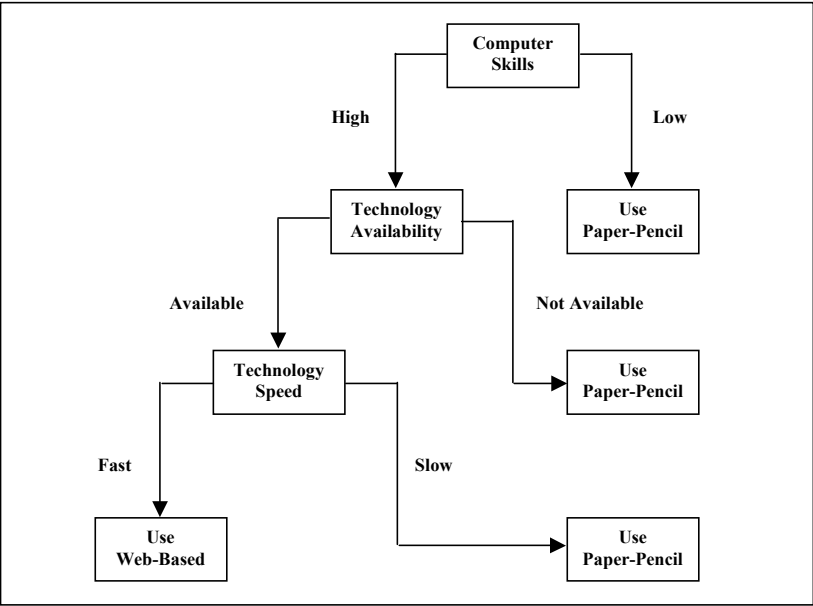 Computer
Skills
High
Low
Technology
Availability
Use
Paper-Pencil
Available
Not Available
Technology
Speed
Use
Paper-Pencil
Fast
Slow
Use
Web-Based
Use
Paper-Pencil